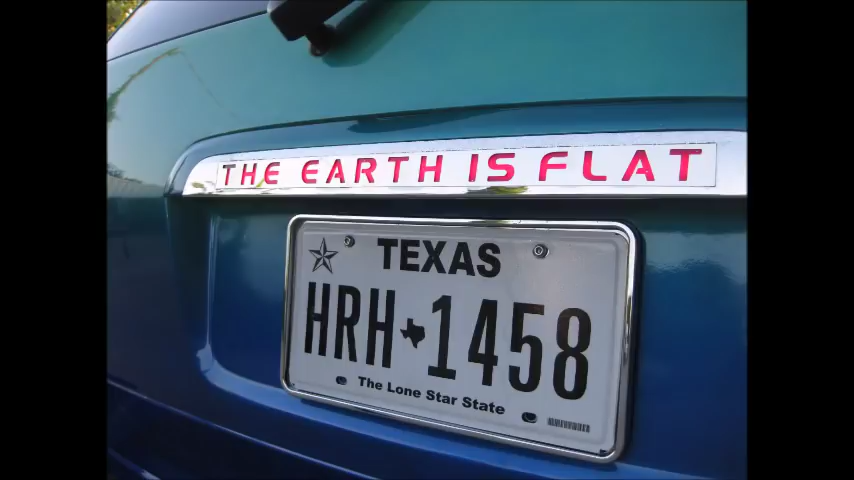 THE EARTH IS FLAT
TEXAS
HRH 1458
The Lone Star State